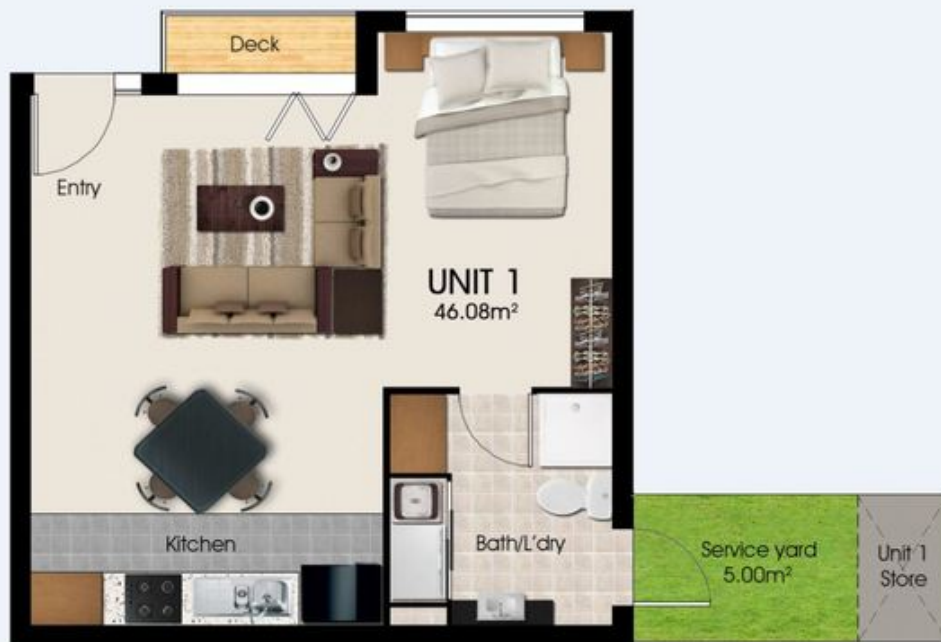 Deck
Entry
UNIT 1
46.08m²
Kitchen
Bath/L'dry
Service yard
5.00m²
Unit 1
Store